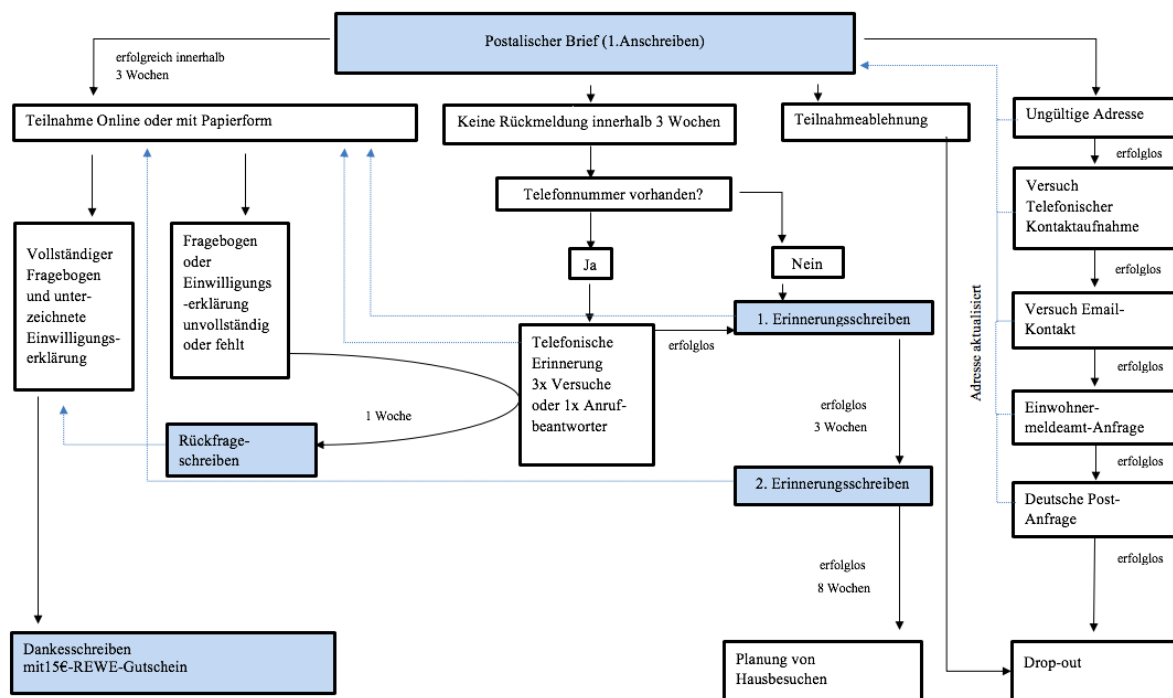 Postalischer Brief (1.Anschreiben)
erfolgreich innerhalb
3 Wochen
Teilnahme Online oder mit Papierform
Keine Rückmeldung innerhalb 3 Wochen
Teilnahmeablehnung
Ungültige Adresse
erfolglos
Telefonnummer vorhanden?
Versuch
Telefonischer
Kontaktaufnahme
Vollständiger
Fragebogen
und unter-
zeichnete
Einwilligungs-
erklärung
Fragebogen
oder
Einwilligungs
-erklärung
unvollständig
oder fehlt
Ja
Nein
erfolglos
1. Erinnerungsschreiben
Versuch Email-
Kontakt
Telefonische
Erinnerung
3x Versuche
oder 1x Anruf-
beantworter
erfolglos
Adresse aktualisiert
erfolglos
1 Woche
erfolglos
3 Wochen
Einwohner-
meldeamt-Anfrage
Rückfrage-
schreiben
erfolglos
2. Erinnerungsschreiben
Deutsche Post-
Anfrage
erfolglos
8 Wochen
erfolglos
Dankesschreiben
mit15€-REWE-Gutschein
Planung von
Hausbesuchen
Drop-out